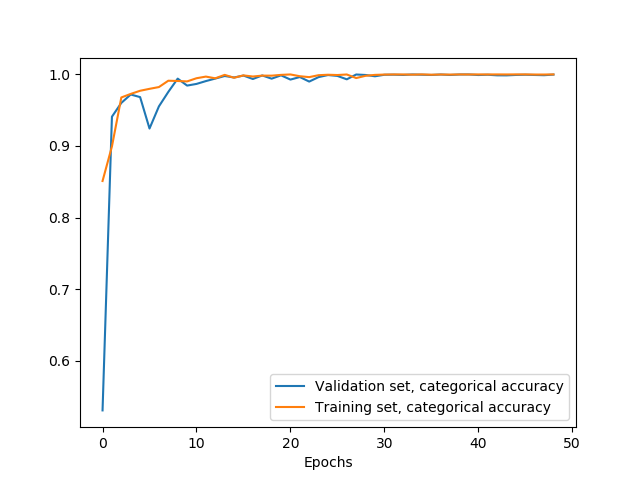 1.0
0.9
0.8
0.7
0.6
Validation set, categorical accuracy
Training set, categorical accuracy
0 10 20 30 40 50
Epochs